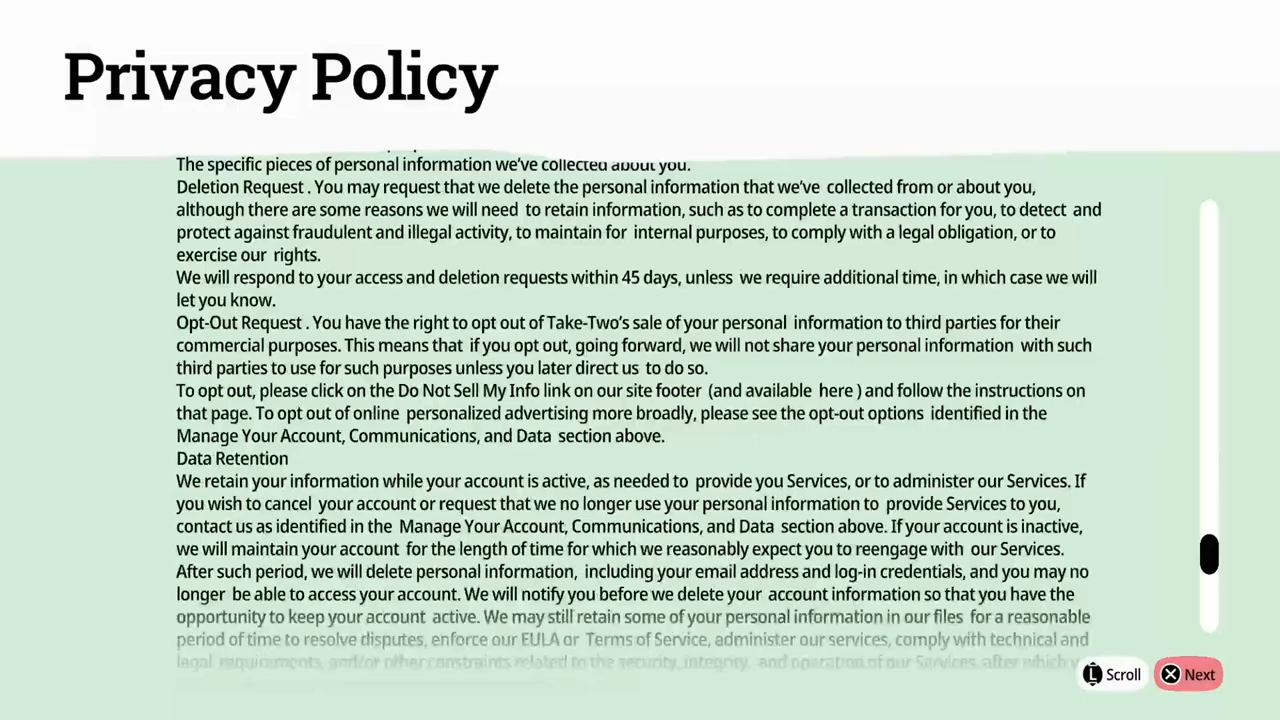 Privacy Policy
The specific pieces of personal information we've collected about you.
Deletion Request . You may request that we delete the personal information that we've collected from or about you,
although there are some reasons we will need to retain information, such as to complete a transaction for you, to detect and
protect against fraudulent and illegal activity, to maintain for internal purposes, to comply with a legal obligation, or to
exercise our rights.
We will respond to your access and deletion requests within 45 days, unless we require additional time, in which case we will
let you know.
Opt-Out Request . You have the right to opt out of Take-Two's sale of your personal information to third parties for their
commercial purposes. This means that if you opt out, going forward, we will not share your personal information with such
third parties to use for such purposes unless you later direct us to do so.
To opt out, please click on the Do Not Sell My Info link on our site footer (and available here ) and follow the instructions on
that page. To opt out of online personalized advertising more broadly, please see the opt-out options identified in the
Manage Your Account, Communications, and Data section above.
Data Retention
We retain your information while your account is active, as needed to provide you Services, or to administer our Services. If
you wish to cancel your account or request that we no longer use your personal information to provide Services to you,
contact us as identified in the Manage Your Account, Communications, and Data section above. If your account is inactive,
we will maintain your account for the length of time for which we reasonably expect you to reengage with our Services.
After such period, we will delete personal information, including your email address and log-in credentials, and you may no
longer be able to access your account. We will notify you before we delete your account information so that you have the
opportunity to keep your account active. We may still retain some of your personal information in our files for a reasonable
period of time to resolve disputes, enforce our EULA or Terms of Service, administer our services, comply with technical and
legal requirements, and/or other constraints related to the security, integrity, and operation of our Services, after which
L Scroll
Next